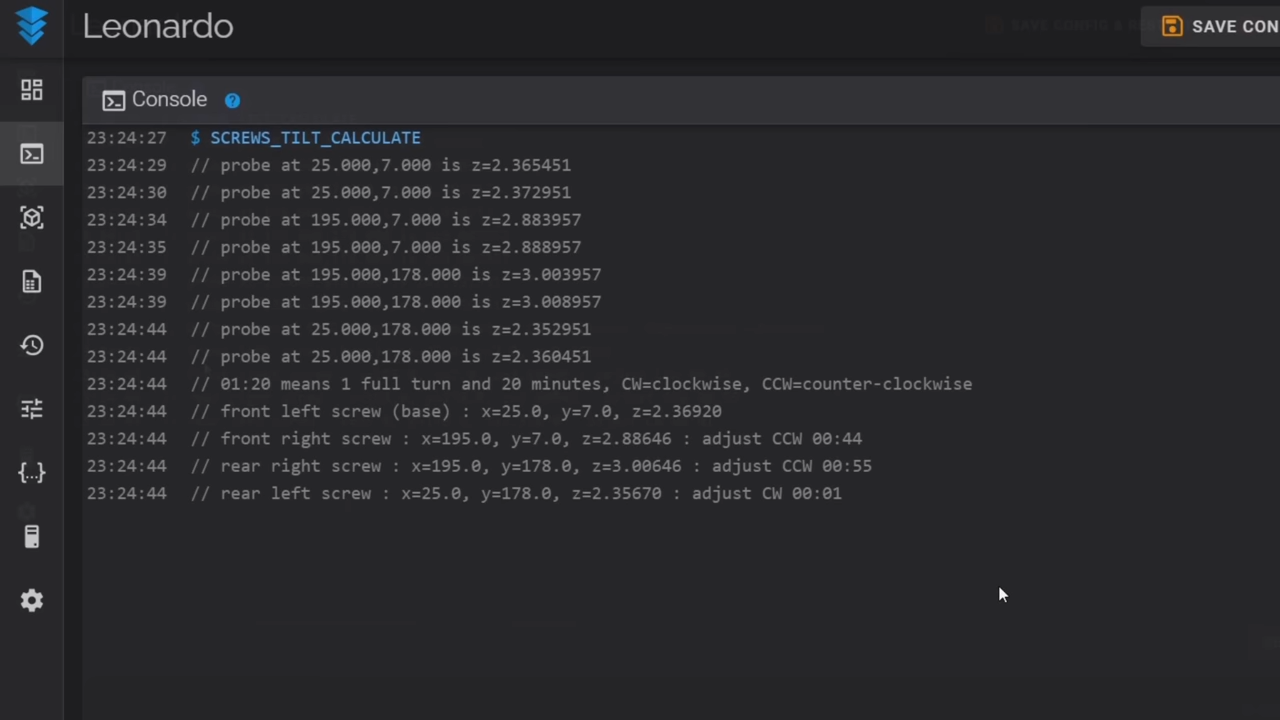 Leonardo
SAVE CON
Console
23:24:27 $ SCREWS_TILT_CALCULATE
23:24:29 // probe at 25.000,7.000 is z=2.365451
23:24:30 // probe at 25.000,7.000 is z=2.372951
23:24:34 // probe at 195.000,7.000 is z=2.883957
23:24:35 // probe at 195.000,7.000 is z=2.888957
23:24:39 // probe at 195.000,178.000 is z=3.003957
23:24:39 // probe at 195.000,178.000 is z=3.008957
23:24:44 // probe at 25.000,178.000 is z=2.352951
23:24:44 // probe at 25.000,178.000 is z=2.360451
23:24:44 // 01:20 means 1 full turn and 20 minutes, CW=clockwise, CCW=counter-clockwise
23:24:44 // front left screw (base) : x=25.0, y=7.0, z=2.36920
23:24:44 // front right screw : x=195.0, y=7.0, z=2.88646 : adjust CCW 00:44
23:24:44 // rear right screw : x=195.0, y=178.0, z=3.00646 : adjust CCW 00:55
23:24:44 // rear left screw : x=25.0, y=178.0, z=2.35670 : adjust CW 00:01